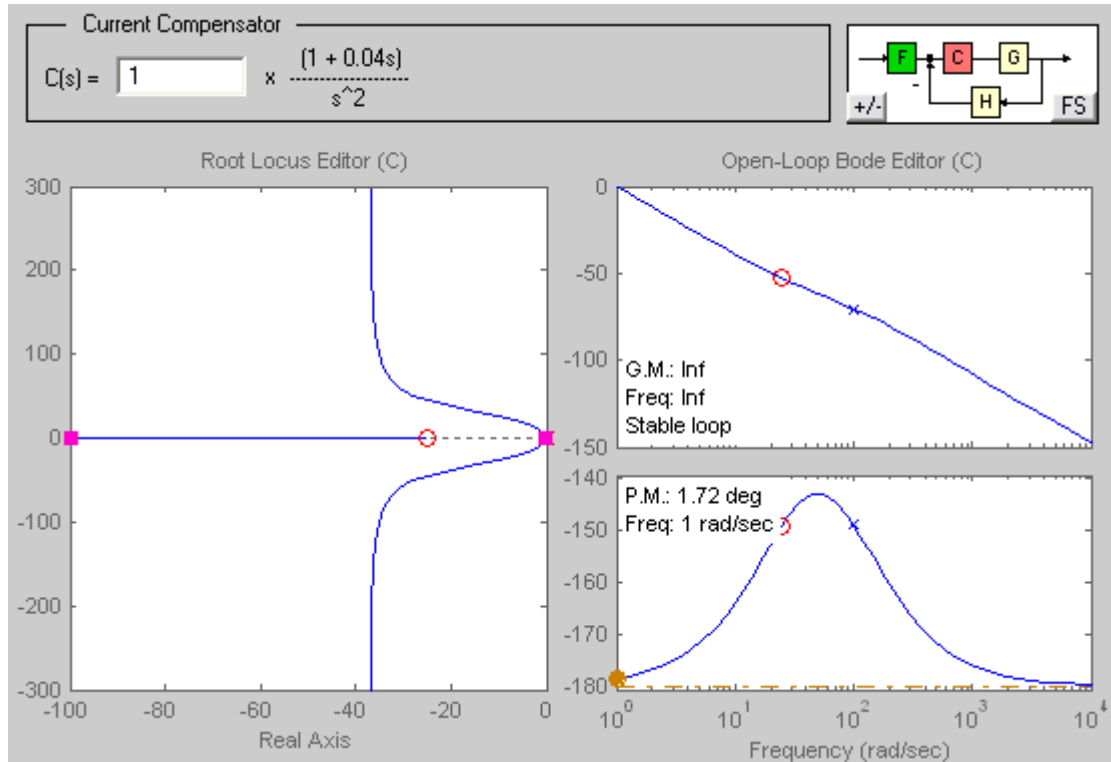 Current Compensator
C(s) = 1 x (1 + 0.04s)
s^2
F C G
-
H
+/- FS
Root Locus Editor (C)
300
200
100
0
-100
-200
-300
-100 -80 -60 -40 -20 0
Real Axis
Open-Loop Bode Editor (C)
0
-50
-100
-150
G.M.: Inf
Freq: Inf
Stable loop
-140
-150
-160
-170
-180
P.M.: 1.72 deg
Freq: 1 rad/sec
10^0 10^1 10^2 10^3 10^4
Frequency (rad/sec)